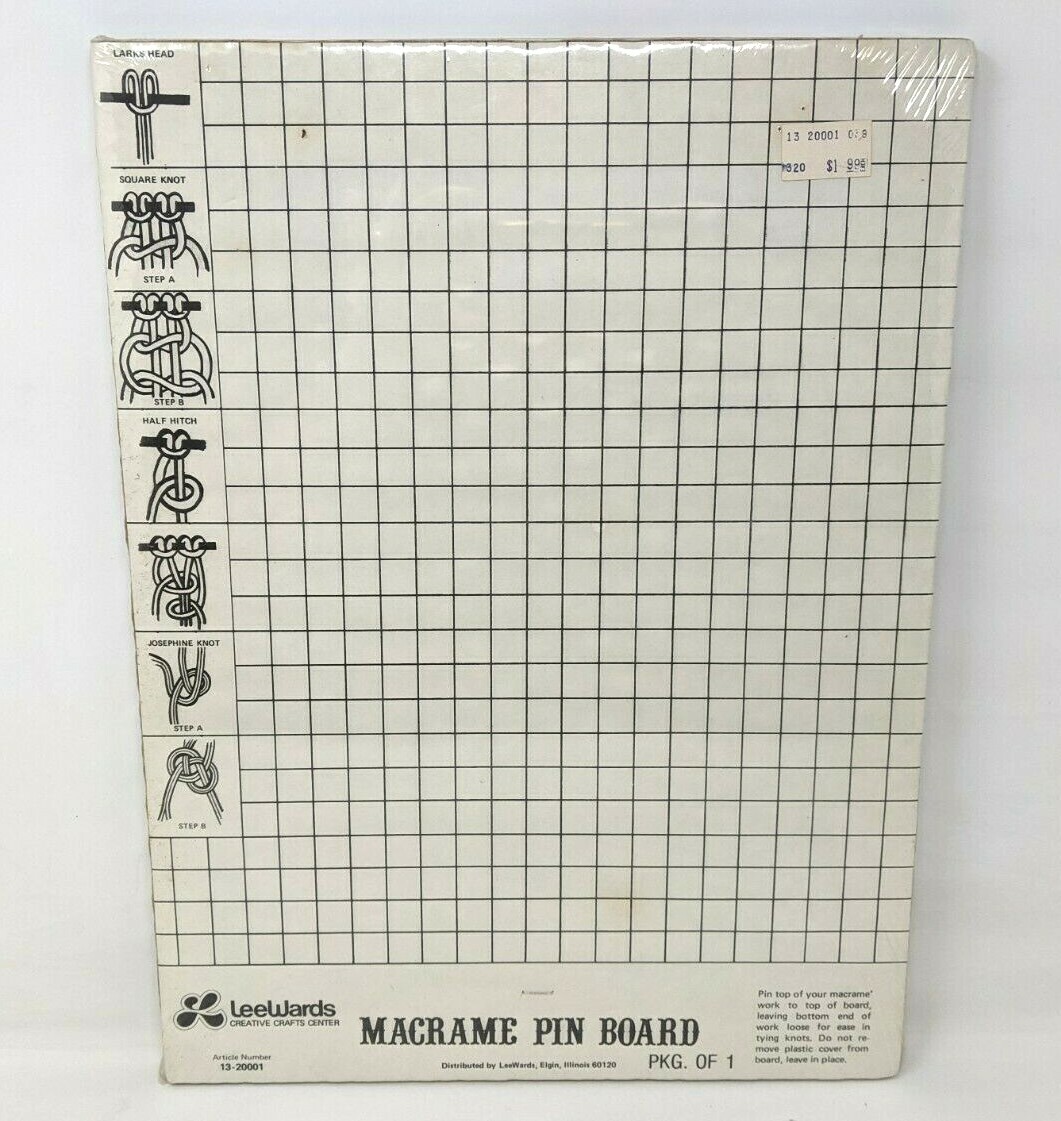 LARKS HEAD
SQUARE KNOT
STEP A
STEP B
HALF HITCH
JOSEPHINE KNOT
STEP A
STEP B
13 20001
$1
LeeWards
CREATIVE CRAFTS CENTER
Article Number
13-20001
MACRAME PIN BOARD
Distributed by LeeWards, Elgin, Illinois 60120
PKG. OF 1
Pin top of your macrame'
work to top of board,
leaving bottom end of
work loose for ease in
tying knots. Do not re-
move plastic cover from
board, leave in place.